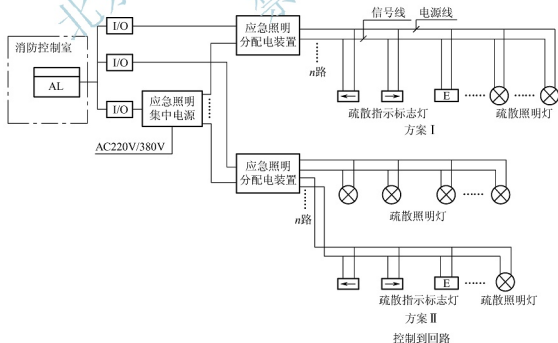 信号线 电源线
消防控制室
AL
I/O
I/O
I/O
应急照明
集中电源
AC220V/380V
应急照明
分配电装置
n路
E
疏散指示标志灯 疏散照明灯
方案Ⅰ
应急照明
分配电装置
n路
疏散照明灯
E
疏散指示标志灯 疏散照明灯
方案Ⅱ
控制到回路